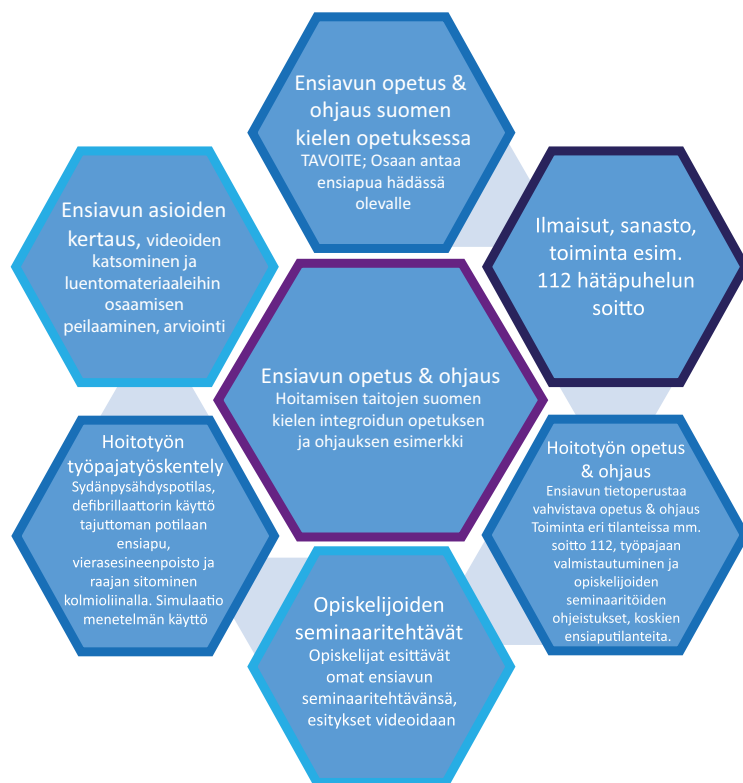 Ensiavun opetus &
ohjaus suomen
kielen opetuksessa
TAVOITE; Osaan antaa
ensiapua hädässä
olevalle
Ilmaisut, sanasto,
toiminta esim.
112 hätäpuhelun
soitto
Hoitotyön opetus
& ohjaus
Ensiavun tietoperustaa
vahvistava opetus & ohjaus
Toiminta eri tilanteissa mm.
soitto 112, työpajaan
valmistautuminen ja
opiskelijoiden
seminaaritöiden
ohjeistukset, koskien
ensiaputilanteita.
Opiskelijoiden
seminaaritehtävät
Opiskelijat esittävät
omat ensiavun
seminaaritehtävänsä,
esitykset videoidaan
Hoitotyön
työpajatyöskentely
Sydänpysähdyspotilas,
defibrillaattorin käyttö
tajuttoman potilaan
ensiapu,
vierasesineenpoisto ja
raajan sitominen
kolmioliinalla. Simulaatio
menetelmän käyttö
Ensiavun asioiden
kertaus, videoiden
katsominen ja
luentomateriaaleihin
osaamisen
peilaaminen, arviointi
Ensiavun opetus & ohjaus
Hoitamisen taitojen suomen
kielen integroidun opetuksen
ja ohjauksen esimerkki